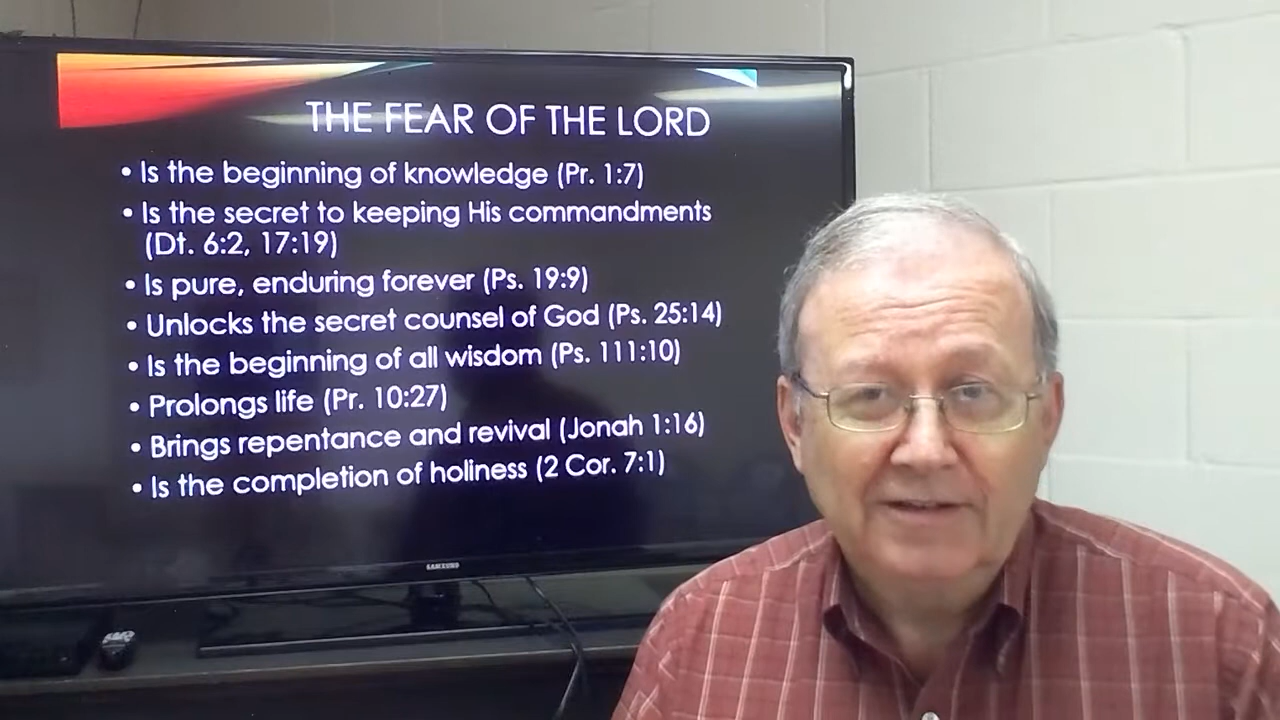 THE FEAR OF THE LORD
• Is the beginning of knowledge (Pr. 1:7)
• Is the secret to keeping His commandments
(Dt. 6:2, 17:19)
• Is pure, enduring forever (Ps. 19:9)
• Unlocks the secret counsel of God (Ps. 25:14)
• Is the beginning of all wisdom (Ps. 111:10)
• Prolongs life (Pr. 10:27)
• Brings repentance and revival (Jonah 1:16)
• Is the completion of holiness (2 Cor. 7:1)
SAMSUNG